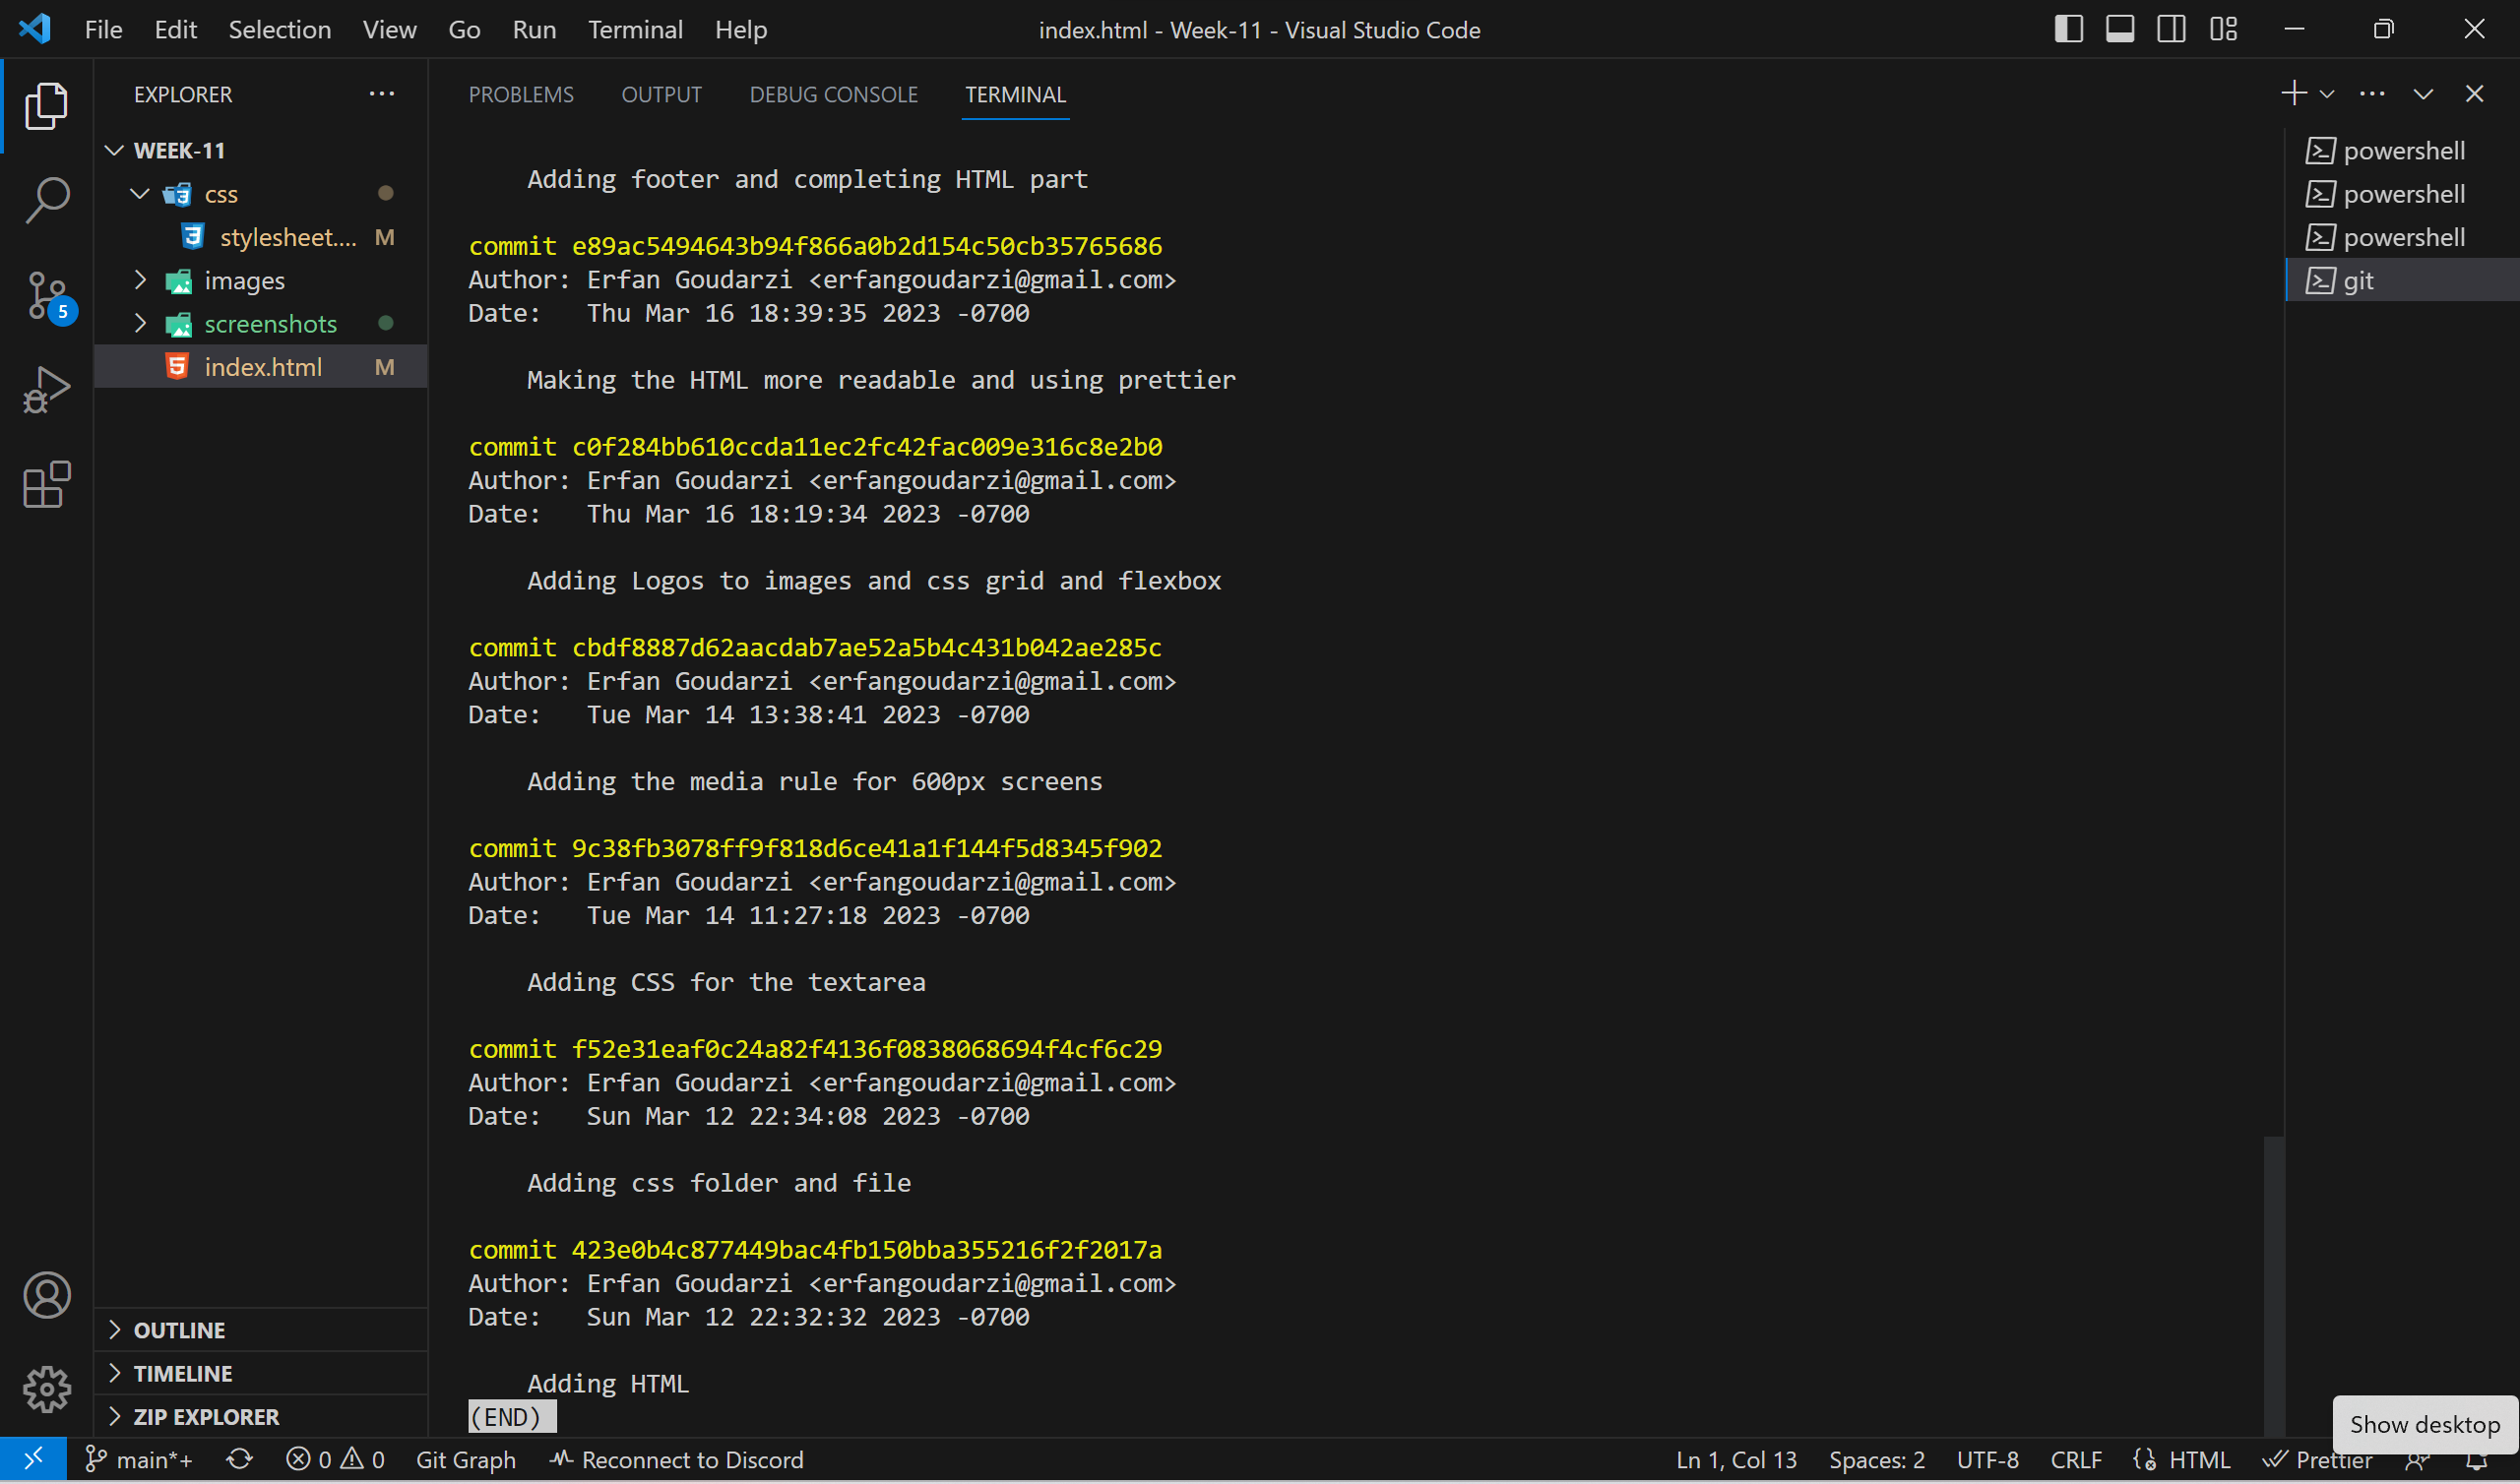 File Edit Selection View Go Run Terminal Help
index.html - Week-11 - Visual Studio Code
EXPLORER
WEEK-11
css
stylesheet.... M
images
screenshots
index.html M
5
OUTLINE
TIMELINE
ZIP EXPLORER
PROBLEMS OUTPUT DEBUG CONSOLE TERMINAL
Adding footer and completing HTML part
commit e89ac5494643b94f866a0b2d154c50cb35765686
Author: Erfan Goudarzi <erfangoudarzi@gmail.com>
Date: Thu Mar 16 18:39:35 2023 -0700
Making the HTML more readable and using prettier
commit c0f284bb610ccda11ec2fc42fac009e316c8e2b0
Author: Erfan Goudarzi <erfangoudarzi@gmail.com>
Date: Thu Mar 16 18:19:34 2023 -0700
Adding Logos to images and css grid and flexbox
commit cbdf8887d62aacdab7ae52a5b4c431b042ae285c
Author: Erfan Goudarzi <erfangoudarzi@gmail.com>
Date: Tue Mar 14 13:38:41 2023 -0700
Adding the media rule for 600px screens
commit 9c38fb3078ff9f818d6ce41a1f144f5d8345f902
Author: Erfan Goudarzi <erfangoudarzi@gmail.com>
Date: Tue Mar 14 11:27:18 2023 -0700
Adding CSS for the textarea
commit f52e31eaf0c24a82f4136f0838068694f4cf6c29
Author: Erfan Goudarzi <erfangoudarzi@gmail.com>
Date: Sun Mar 12 22:34:08 2023 -0700
Adding css folder and file
commit 423e0b4c877449bac4fb150bba355216f2f2017a
Author: Erfan Goudarzi <erfangoudarzi@gmail.com>
Date: Sun Mar 12 22:32:32 2023 -0700
Adding HTML
(END)
powershell
powershell
powershell
git
Show desktop
main*+ 0 0 Git Graph Reconnect to Discord Ln 1, Col 13 Spaces: 2 UTF-8 CRLF HTML Prettier